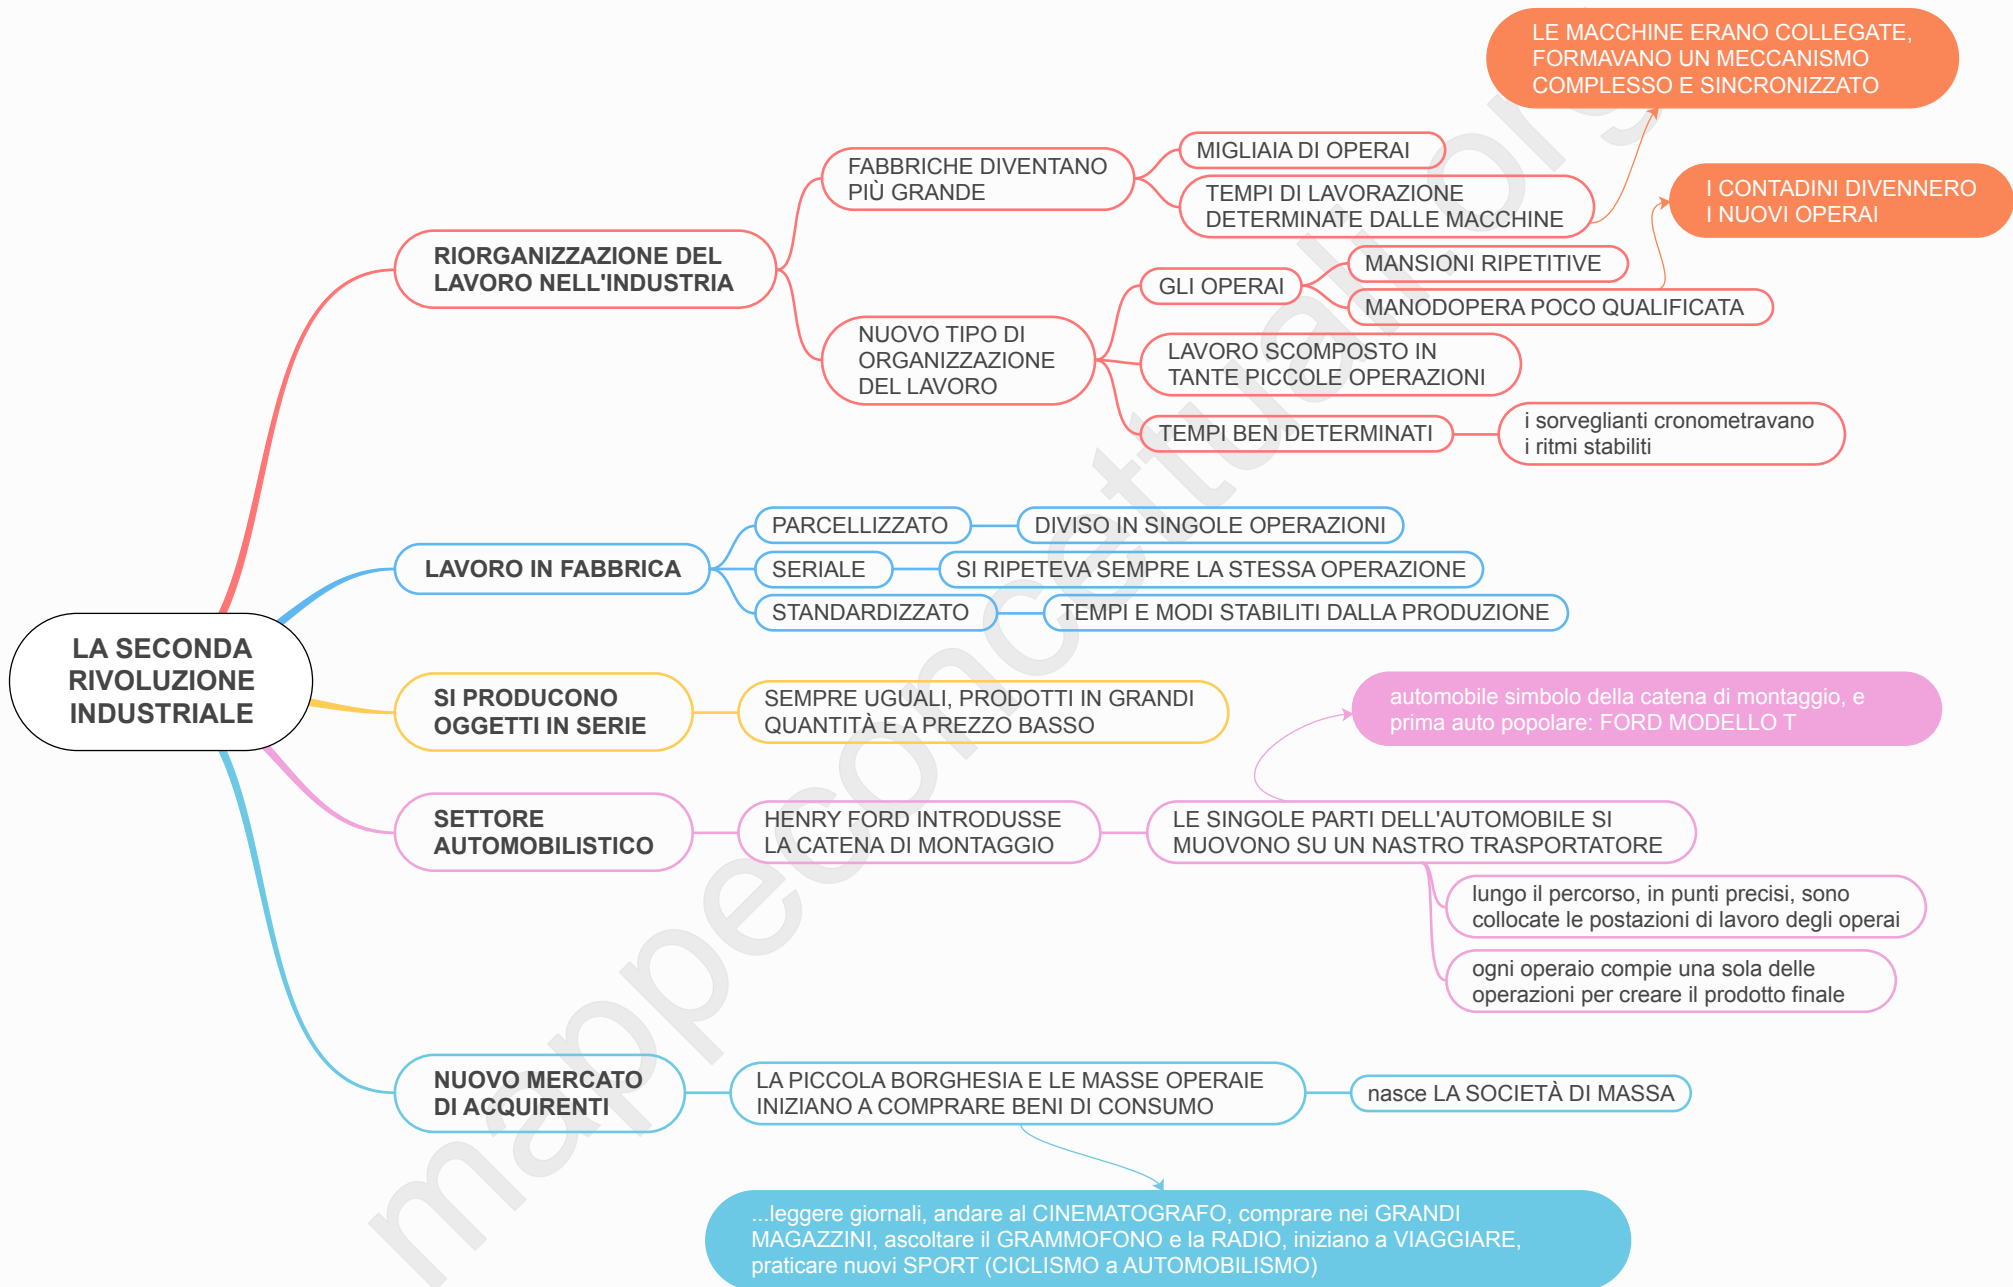 LE MACCHINE ERANO COLLEGATE,
FORMAVANO UN MECCANISMO
COMPLESSO E SINCRONIZZATO
MIGLIAIA DI OPERAI
FABBRICHE DIVENTANO
PIÙ GRANDE
TEMPI DI LAVORAZIONE
DETERMINATE DALLE MACCHINE
I CONTADINI DIVENNERO
I NUOVI OPERAI
RIORGANIZZAZIONE DEL
LAVORO NELL'INDUSTRIA
GLI OPERAI
MANSIONI RIPETITIVE
MANODOPERA POCO QUALIFICATA
NUOVO TIPO DI
ORGANIZZAZIONE
DEL LAVORO
LAVORO SCOMPOSTO IN
TANTE PICCOLE OPERAZIONI
TEMPI BEN DETERMINATI
i sorveglianti cronometravano
i ritmi stabiliti
LAVORO IN FABBRICA
PARCELLIZZATO
DIVISO IN SINGOLE OPERAZIONI
SERIALE
SI RIPETEVA SEMPRE LA STESSA OPERAZIONE
STANDARDIZZATO
TEMPI E MODI STABILITI DALLA PRODUZIONE
LA SECONDA
RIVOLUZIONE
INDUSTRIALE
SI PRODUCONO
OGGETTI IN SERIE
SEMPRE UGUALI, PRODOTTI IN GRANDI
QUANTITÀ E A PREZZO BASSO
automobile simbolo della catena di montaggio, e
prima auto popolare: FORD MODELLO T
SETTORE
AUTOMOBILISTICO
HENRY FORD INTRODUSSE
LA CATENA DI MONTAGGIO
LE SINGOLE PARTI DELL'AUTOMOBILE SI
MUOVONO SU UN NASTRO TRASPORTATORE
lungo il percorso, in punti precisi, sono
collocate le postazioni di lavoro degli operai
ogni operaio compie una sola delle
operazioni per creare il prodotto finale
NUOVO MERCATO
DI ACQUIRENTI
LA PICCOLA BORGHESIA E LE MASSE OPERAIE
INIZIANO A COMPRARE BENI DI CONSUMO
nasce LA SOCIETÀ DI MASSA
...leggere giornali, andare al CINEMATOGRAFO, comprare nei GRANDI
MAGAZZINI, ascoltare il GRAMMOFONO e la RADIO, iniziano a VIAGGIARE,
praticare nuovi SPORT (CICLISMO a AUTOMOBILISMO)
mappeconcettuali.org